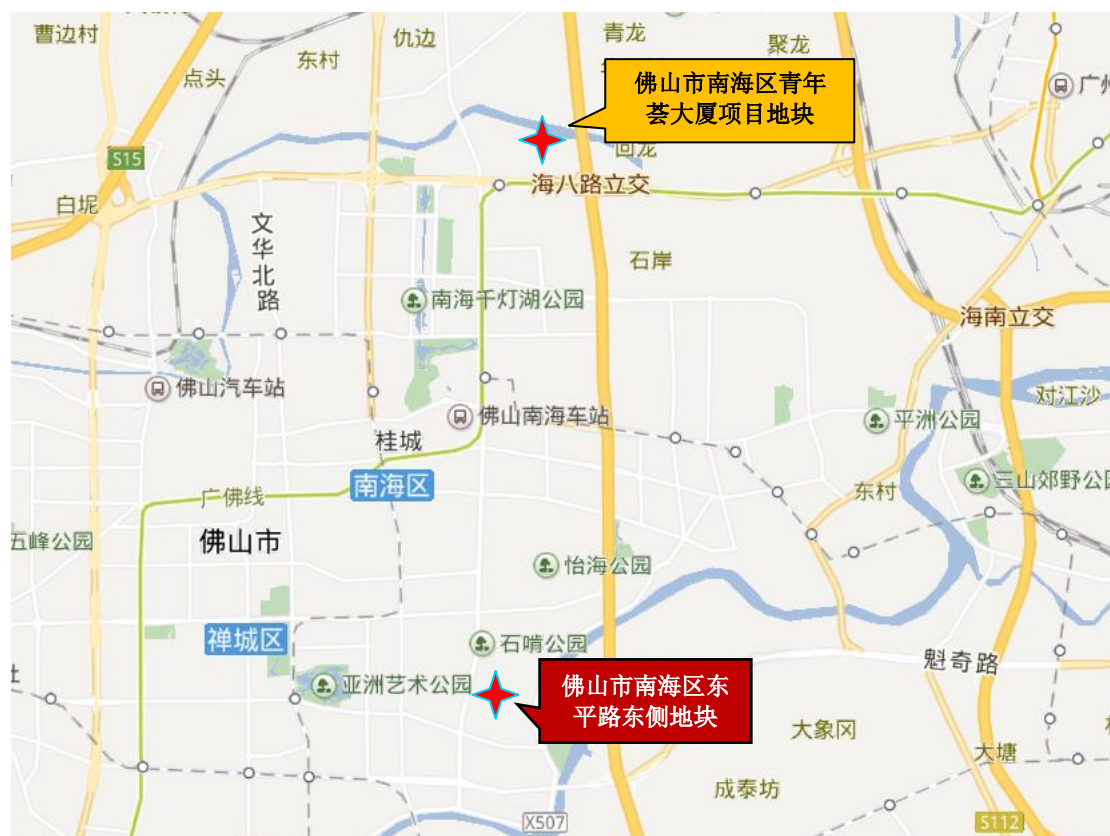 曹边村
仇边
青龙
东村
聚龙
点头
佛山市南海区青年
荟大厦项目地块
广州
S15
回龙
海八路立交
白坭
文华北路
石岸
南海千灯湖公园
海南立交
佛山汽车站
佛山南海车站
对江沙
平洲公园
桂城
南海区
三山郊野公园
广佛线
东村
五峰公园
佛山市
怡海公园
禅城区
石啃公园
魁奇路
亚洲艺术公园
佛山市南海区东
平路东侧地块
大象冈
大塘
成泰坊
X507
S112